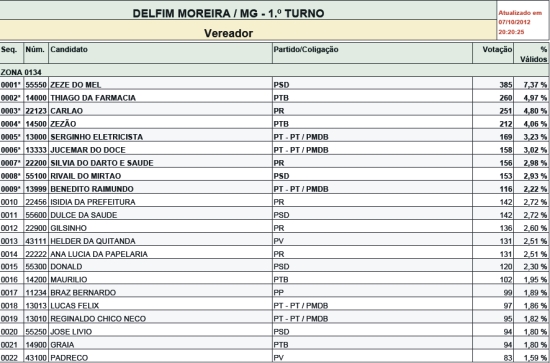 DELFIM MOREIRA / MG - 1.º TURNO
Atualizado em
07/10/2012
20:20:25
Vereador
Seq. Núm. Candidato Partido/Coligação Votação % Válidos
ZONA 0134
0001* 55550 ZEZE DO MEL PSD 385 7,37 %
0002* 14000 THIAGO DA FARMACIA PTB 260 4,97 %
0003* 22123 CARLAO PR 251 4,80 %
0004* 14500 ZEZÃO PTB 212 4,06 %
0005* 13000 SERGINHO ELETRICISTA PT - PT / PMDB 169 3,23 %
0006* 13333 JUCEMAR DO DOCE PT - PT / PMDB 158 3,02 %
0007* 22200 SILVIA DO DARTO E SAUDE PR 156 2,98 %
0008* 55100 RIVAIL DO MIRTAO PSD 153 2,93 %
0009* 13999 BENEDITO RAIMUNDO PT - PT / PMDB 116 2,22 %
0010 22456 ISIDIA DA PREFEITURA PR 142 2,72 %
0011 55600 DULCE DA SAUDE PSD 142 2,72 %
0012 22900 GILSINHO PR 136 2,60 %
0013 43111 HELDER DA QUITANDA PV 131 2,51 %
0014 22222 ANA LUCIA DA PAPELARIA PR 131 2,51 %
0015 55300 DONALD PSD 120 2,30 %
0016 14200 MAURILIO PTB 102 1,95 %
0017 11234 BRAZ BERNARDO PP 99 1,89 %
0018 13013 LUCAS FELIX PT - PT / PMDB 97 1,86 %
0019 13010 REGINALDO CHICO NECO PT - PT / PMDB 95 1,82 %
0020 55250 JOSE LIVIO PSD 94 1,80 %
0021 14900 GRAIA PTB 94 1,80 %
0022 43100 PADRECO PV 83 1,59 %